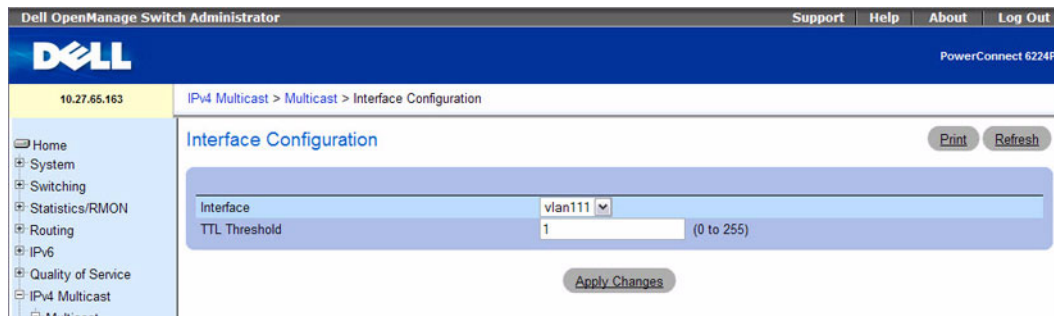 Dell OpenManage Switch Administrator
Support Help About Log Out
DELL
PowerConnect 6224P
10.27.65.163
IPv4 Multicast > Multicast > Interface Configuration
Home
System
Switching
Statistics/RMON
Routing
IPv6
Quality of Service
IPv4 Multicast
Multicast
Interface Configuration
Print Refresh
Interface vlan111
TTL Threshold 1 (0 to 255)
Apply Changes